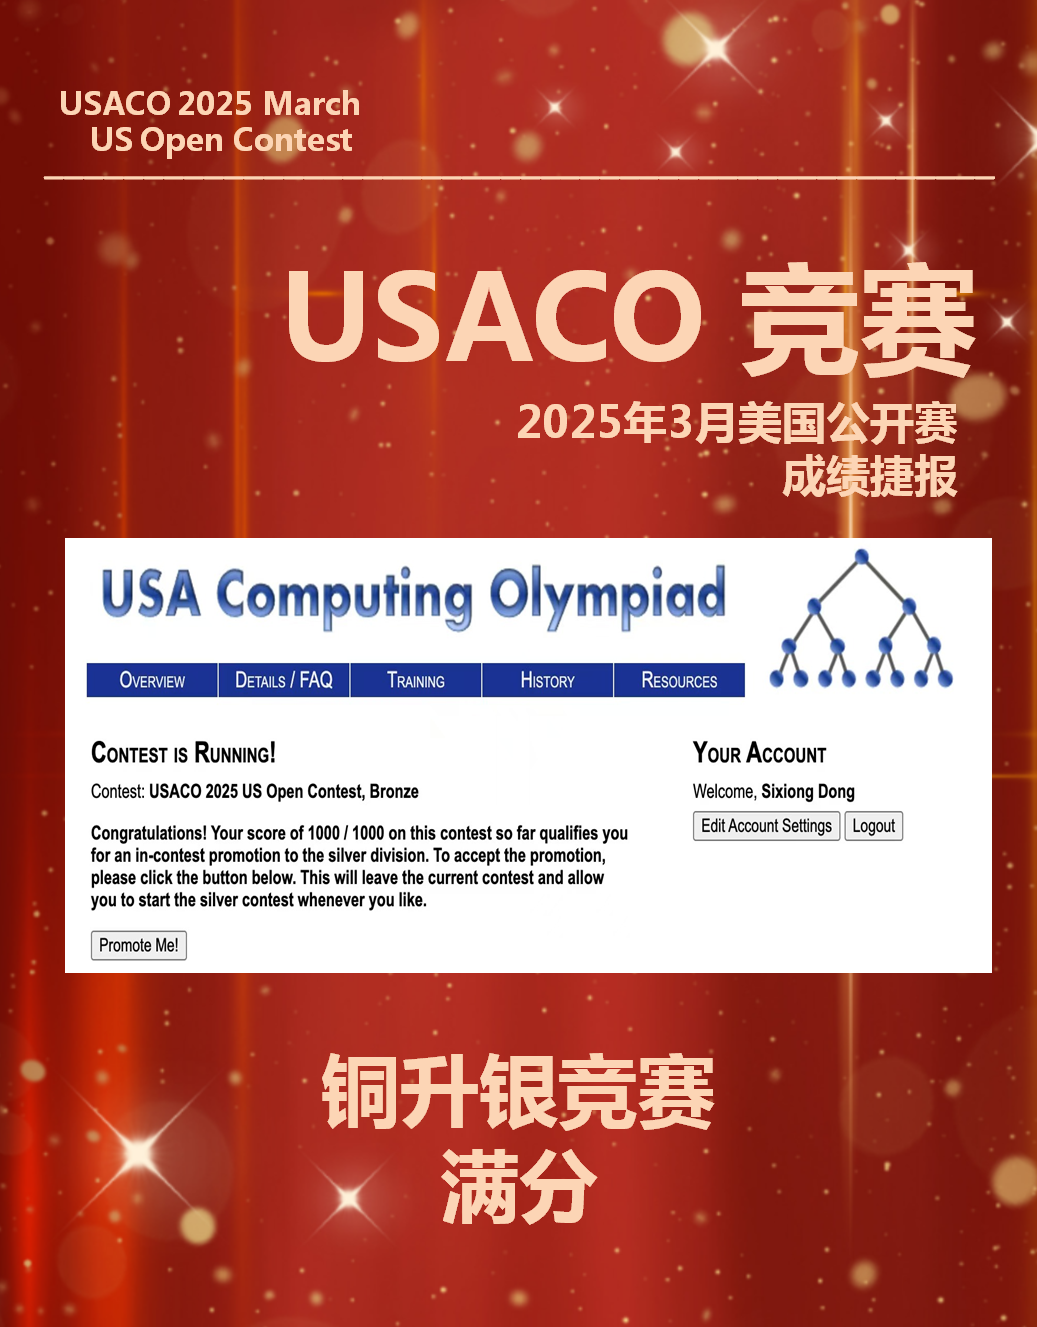 USACO 2025 March
US Open Contest
USACO 竞赛
2025年3月美国公开赛
成绩捷报
USA Computing Olympiad
OVERVIEW DETAILS / FAQ TRAINING HISTORY RESOURCES
CONTEST IS RUNNING!
Contest: USACO 2025 US Open Contest, Bronze
Congratulations! Your score of 1000 / 1000 on this contest so far qualifies you
for an in-contest promotion to the silver division. To accept the promotion,
please click the button below. This will leave the current contest and allow
you to start the silver contest whenever you like.
Promote Me!
YOUR ACCOUNT
Welcome, Sixiong Dong
Edit Account Settings Logout
铜升银竞赛
满分